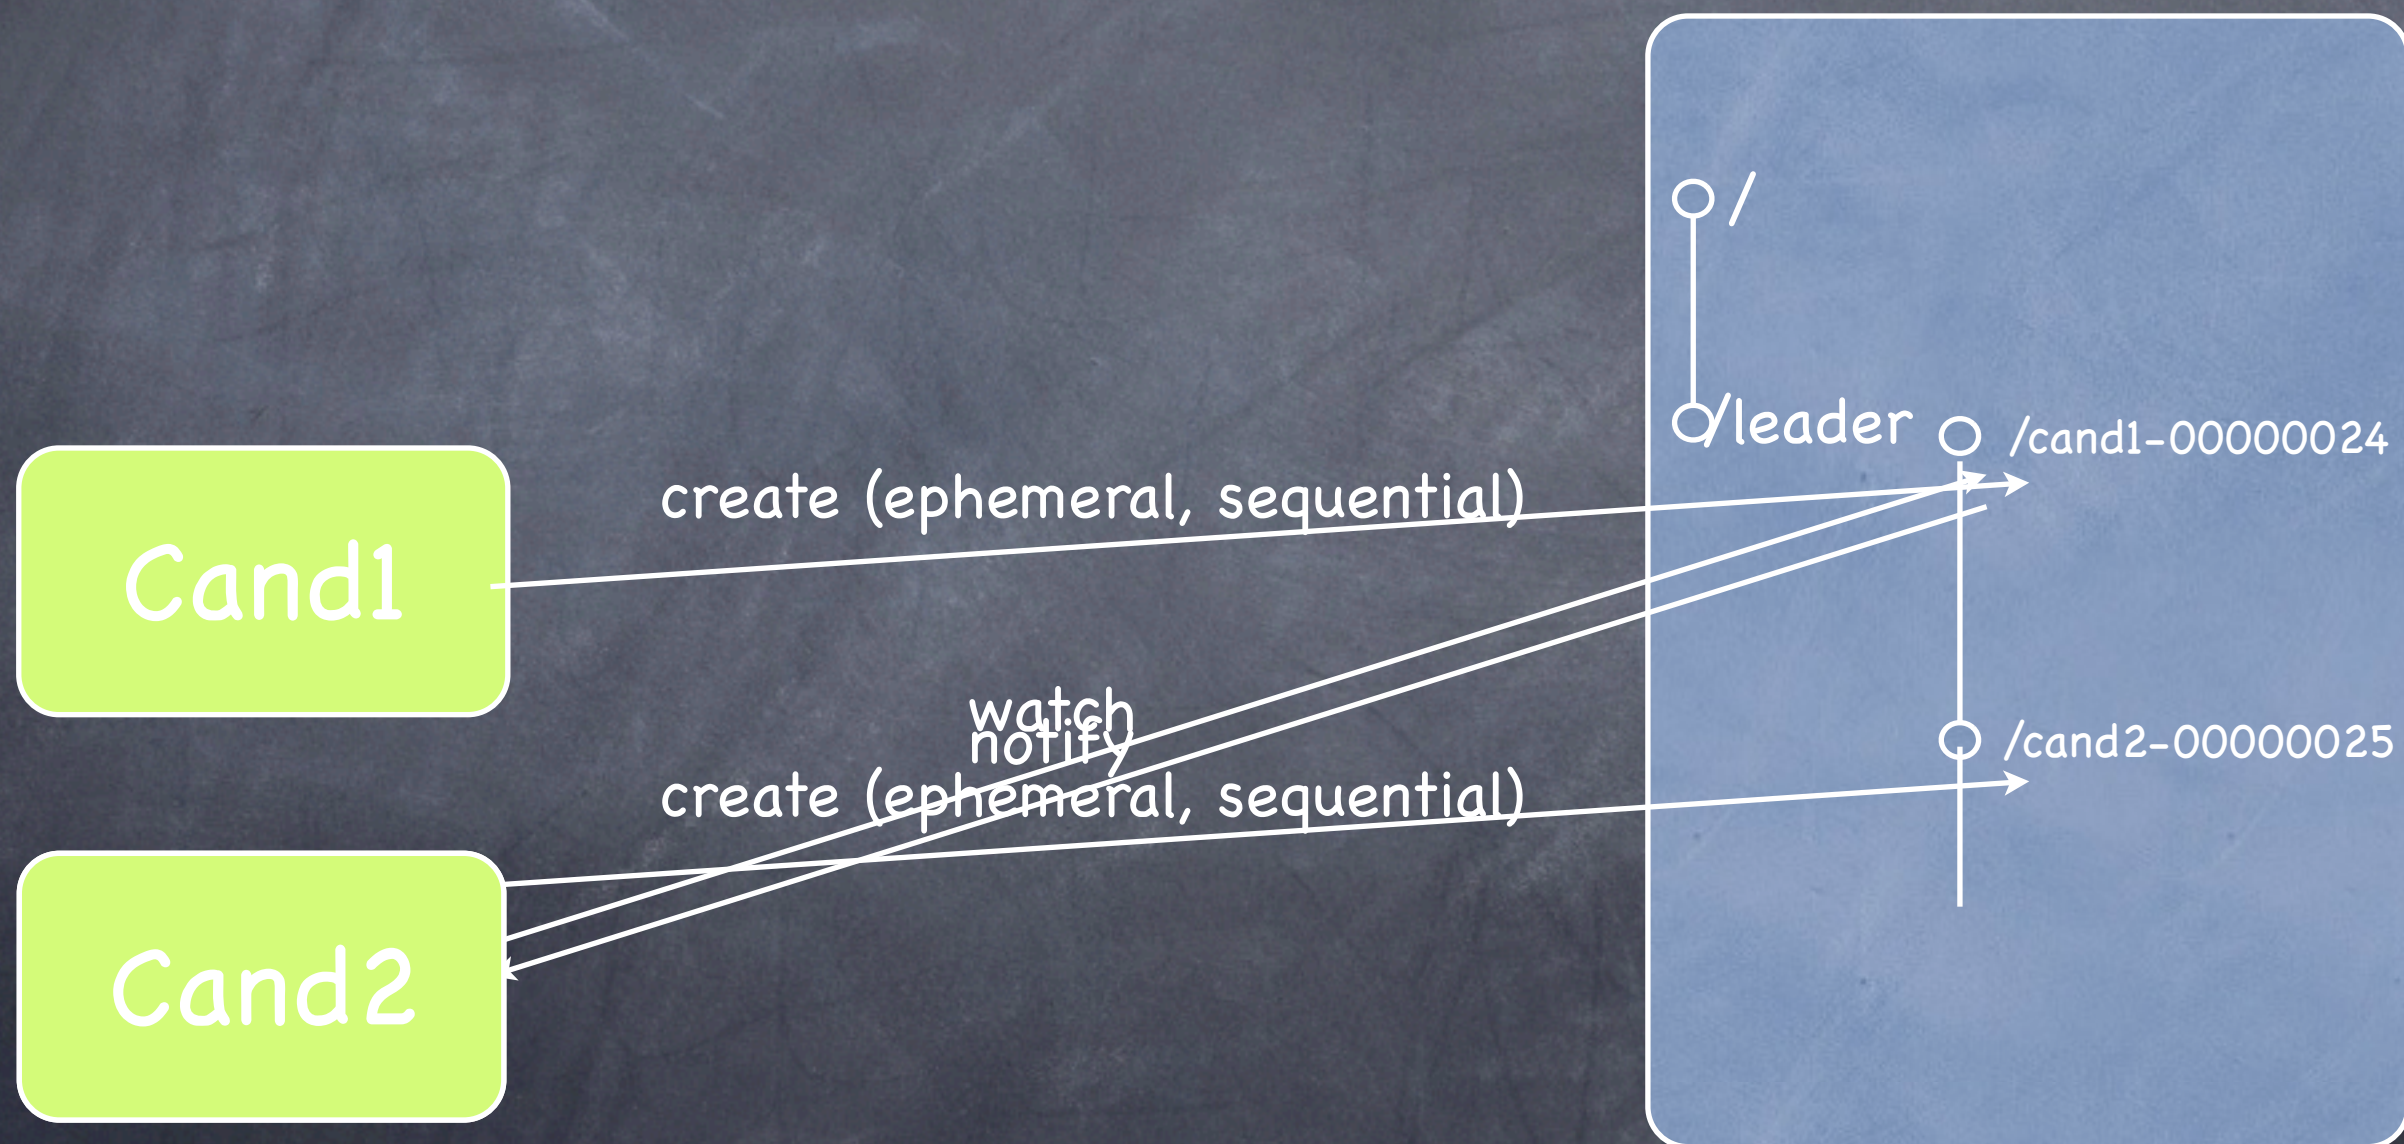 /
/leader
/cand1-00000024
create (ephemeral, sequential)
Cand1
watch
notify
/cand2-00000025
create (ephemeral, sequential)
Cand2